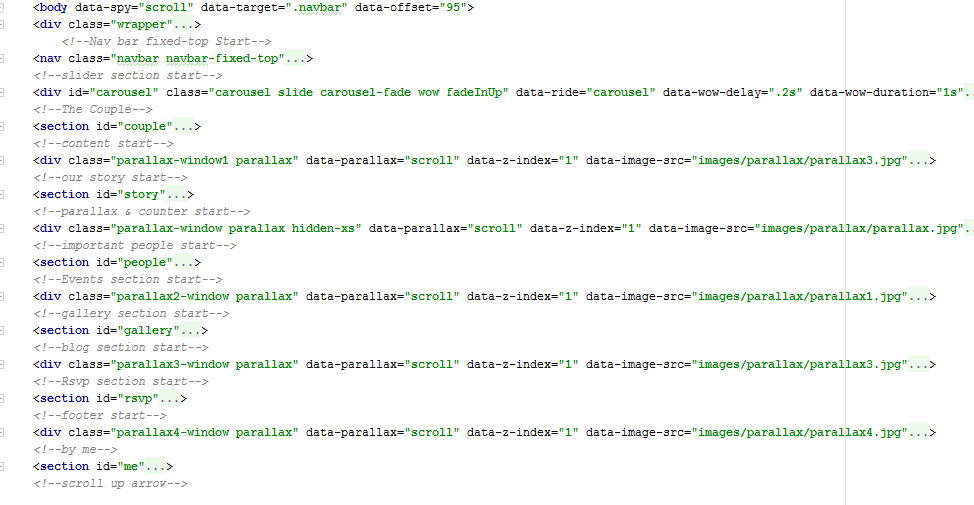 <body data-spy="scroll" data-target=".navbar" data-offset="95">
<div class="wrapper"...>
<!--Nav bar fixed-top Start-->
<nav class="navbar navbar-fixed-top"...>
<!--slider section start-->
<div id="carousel" class="carousel slide carousel-fade wow fadeInUp" data-ride="carousel" data-wow-delay=".2s" data-wow-duration="1s"..
<!--The Couple-->
<section id="couple"...>
<!--content start-->
<div class="parallax-window1 parallax" data-parallax="scroll" data-z-index="1" data-image-src="images/parallax/parallax3.jpg"...>
<!--our story start-->
<section id="story"...>
<!--parallax & counter start-->
<div class="parallax-window parallax hidden-xs" data-parallax="scroll" data-z-index="1" data-image-src="images/parallax/parallax.jpg"..
<!--important people start-->
<section id="people"...>
<!--Events section start-->
<div class="parallax2-window parallax" data-parallax="scroll" data-z-index="1" data-image-src="images/parallax/parallax1.jpg"...>
<!--gallery section start-->
<section id="gallery"...>
<!--blog section start-->
<div class="parallax3-window parallax" data-parallax="scroll" data-z-index="1" data-image-src="images/parallax/parallax3.jpg"...>
<!--Rsvp section start-->
<section id="rsvp"...>
<!--footer start-->
<div class="parallax4-window parallax" data-parallax="scroll" data-z-index="1" data-image-src="images/parallax/parallax4.jpg"...>
<!--by me-->
<section id="me"...>
<!--scroll up arrow-->